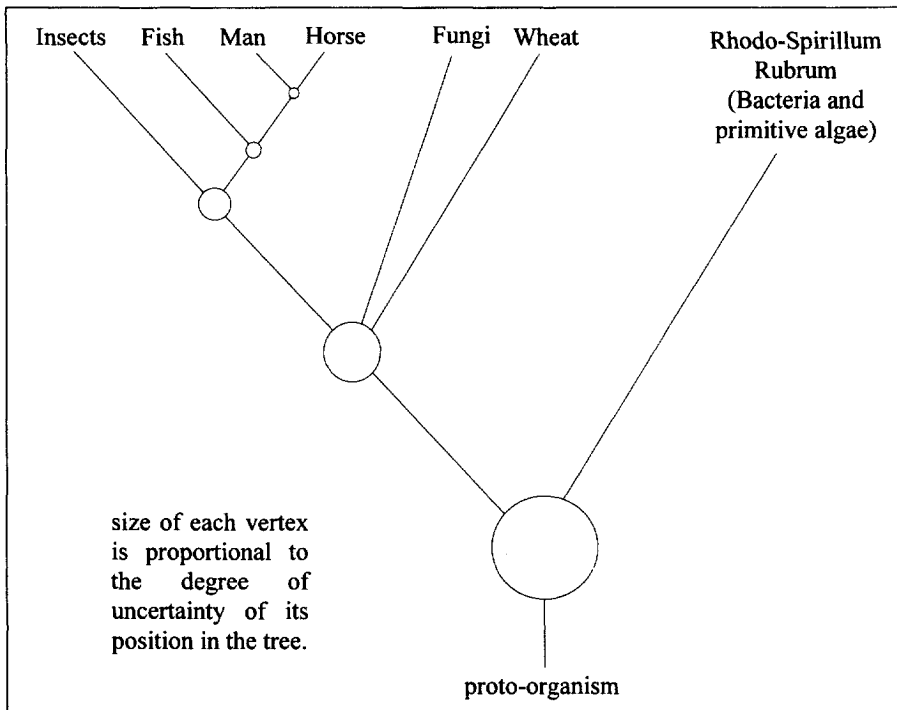 Insects Fish Man Horse Fungi Wheat
Rhodo-Spirillum
Rubrum
(Bacteria and
primitive algae)
size of each vertex
is proportional to
the degree of
uncertainty of its
position in the tree.
proto-organism